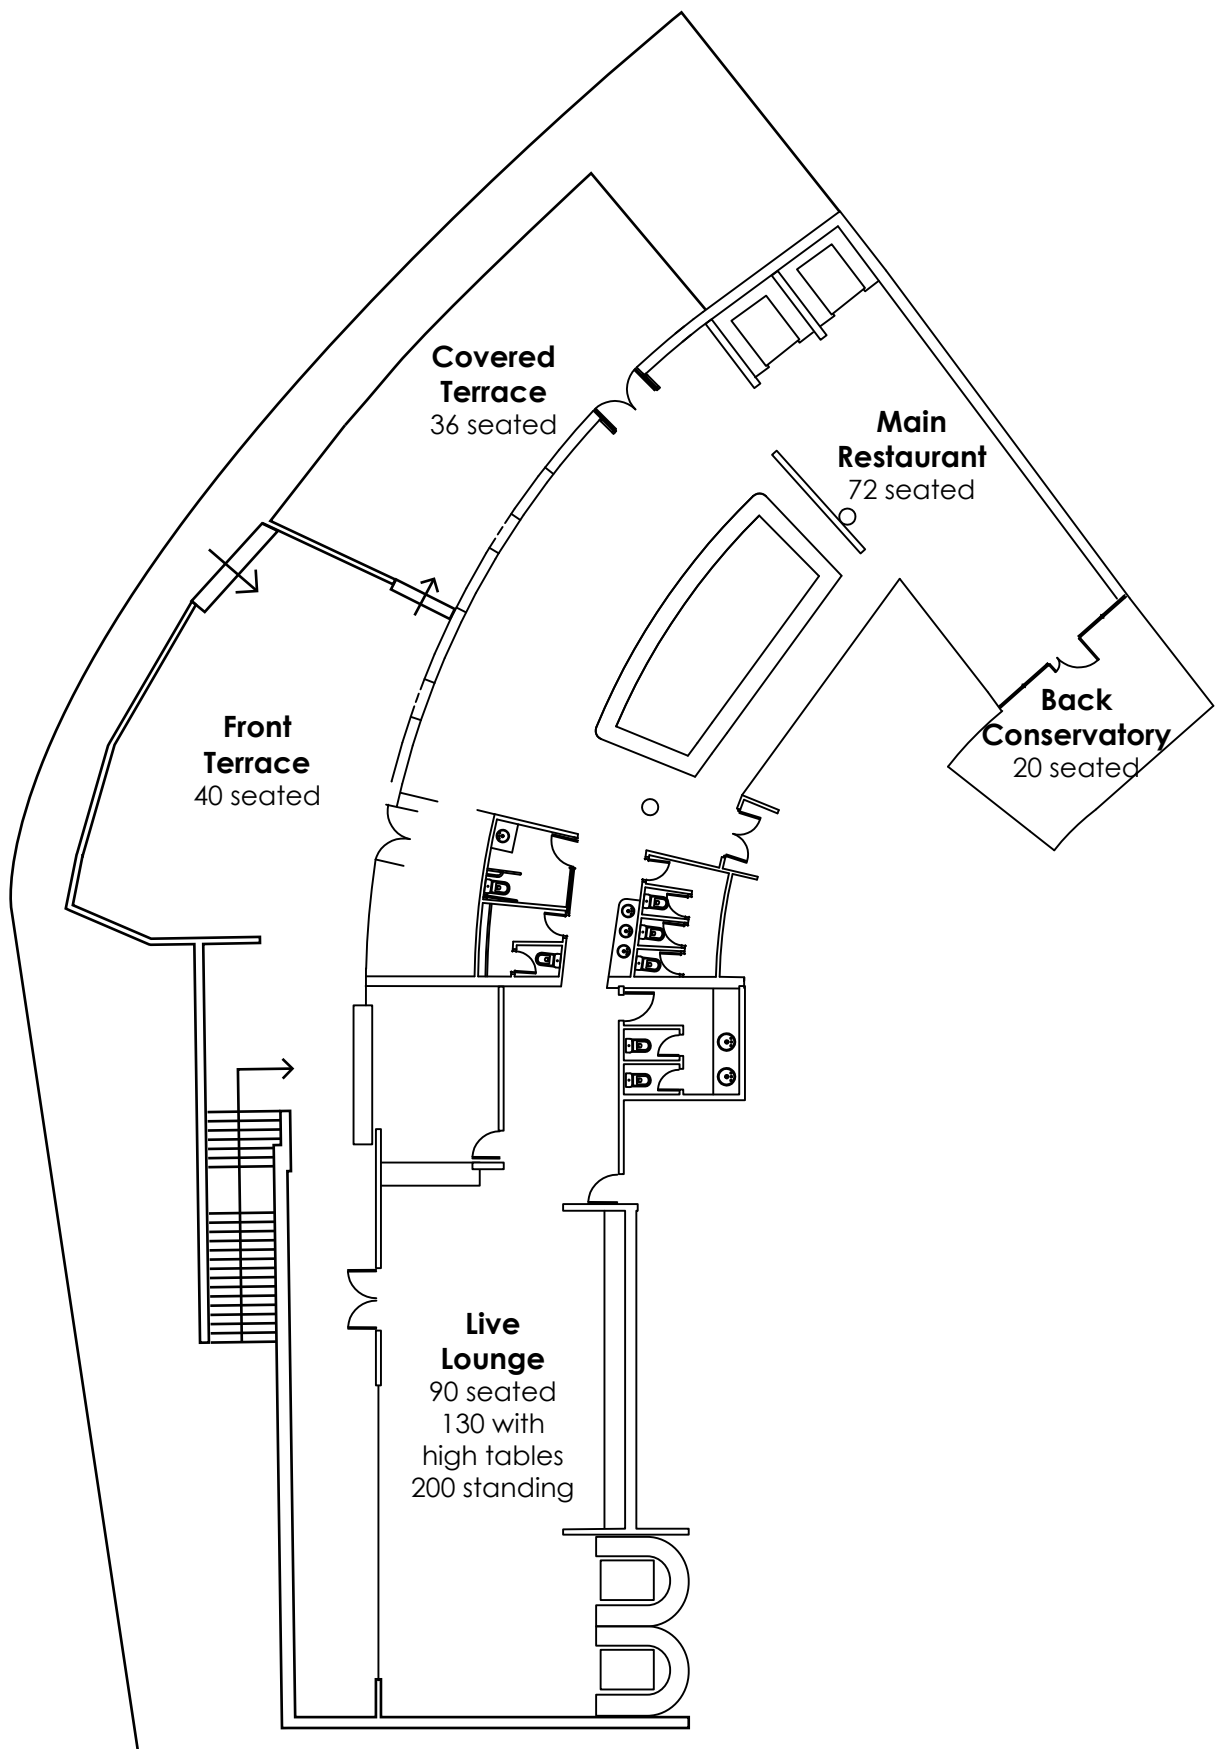 Covered
Terrace
36 seated
Main
Restaurant
72 seated
Front
Terrace
40 seated
Back
Conservatory
20 seated
Live
Lounge
90 seated
130 with
high tables
200 standing